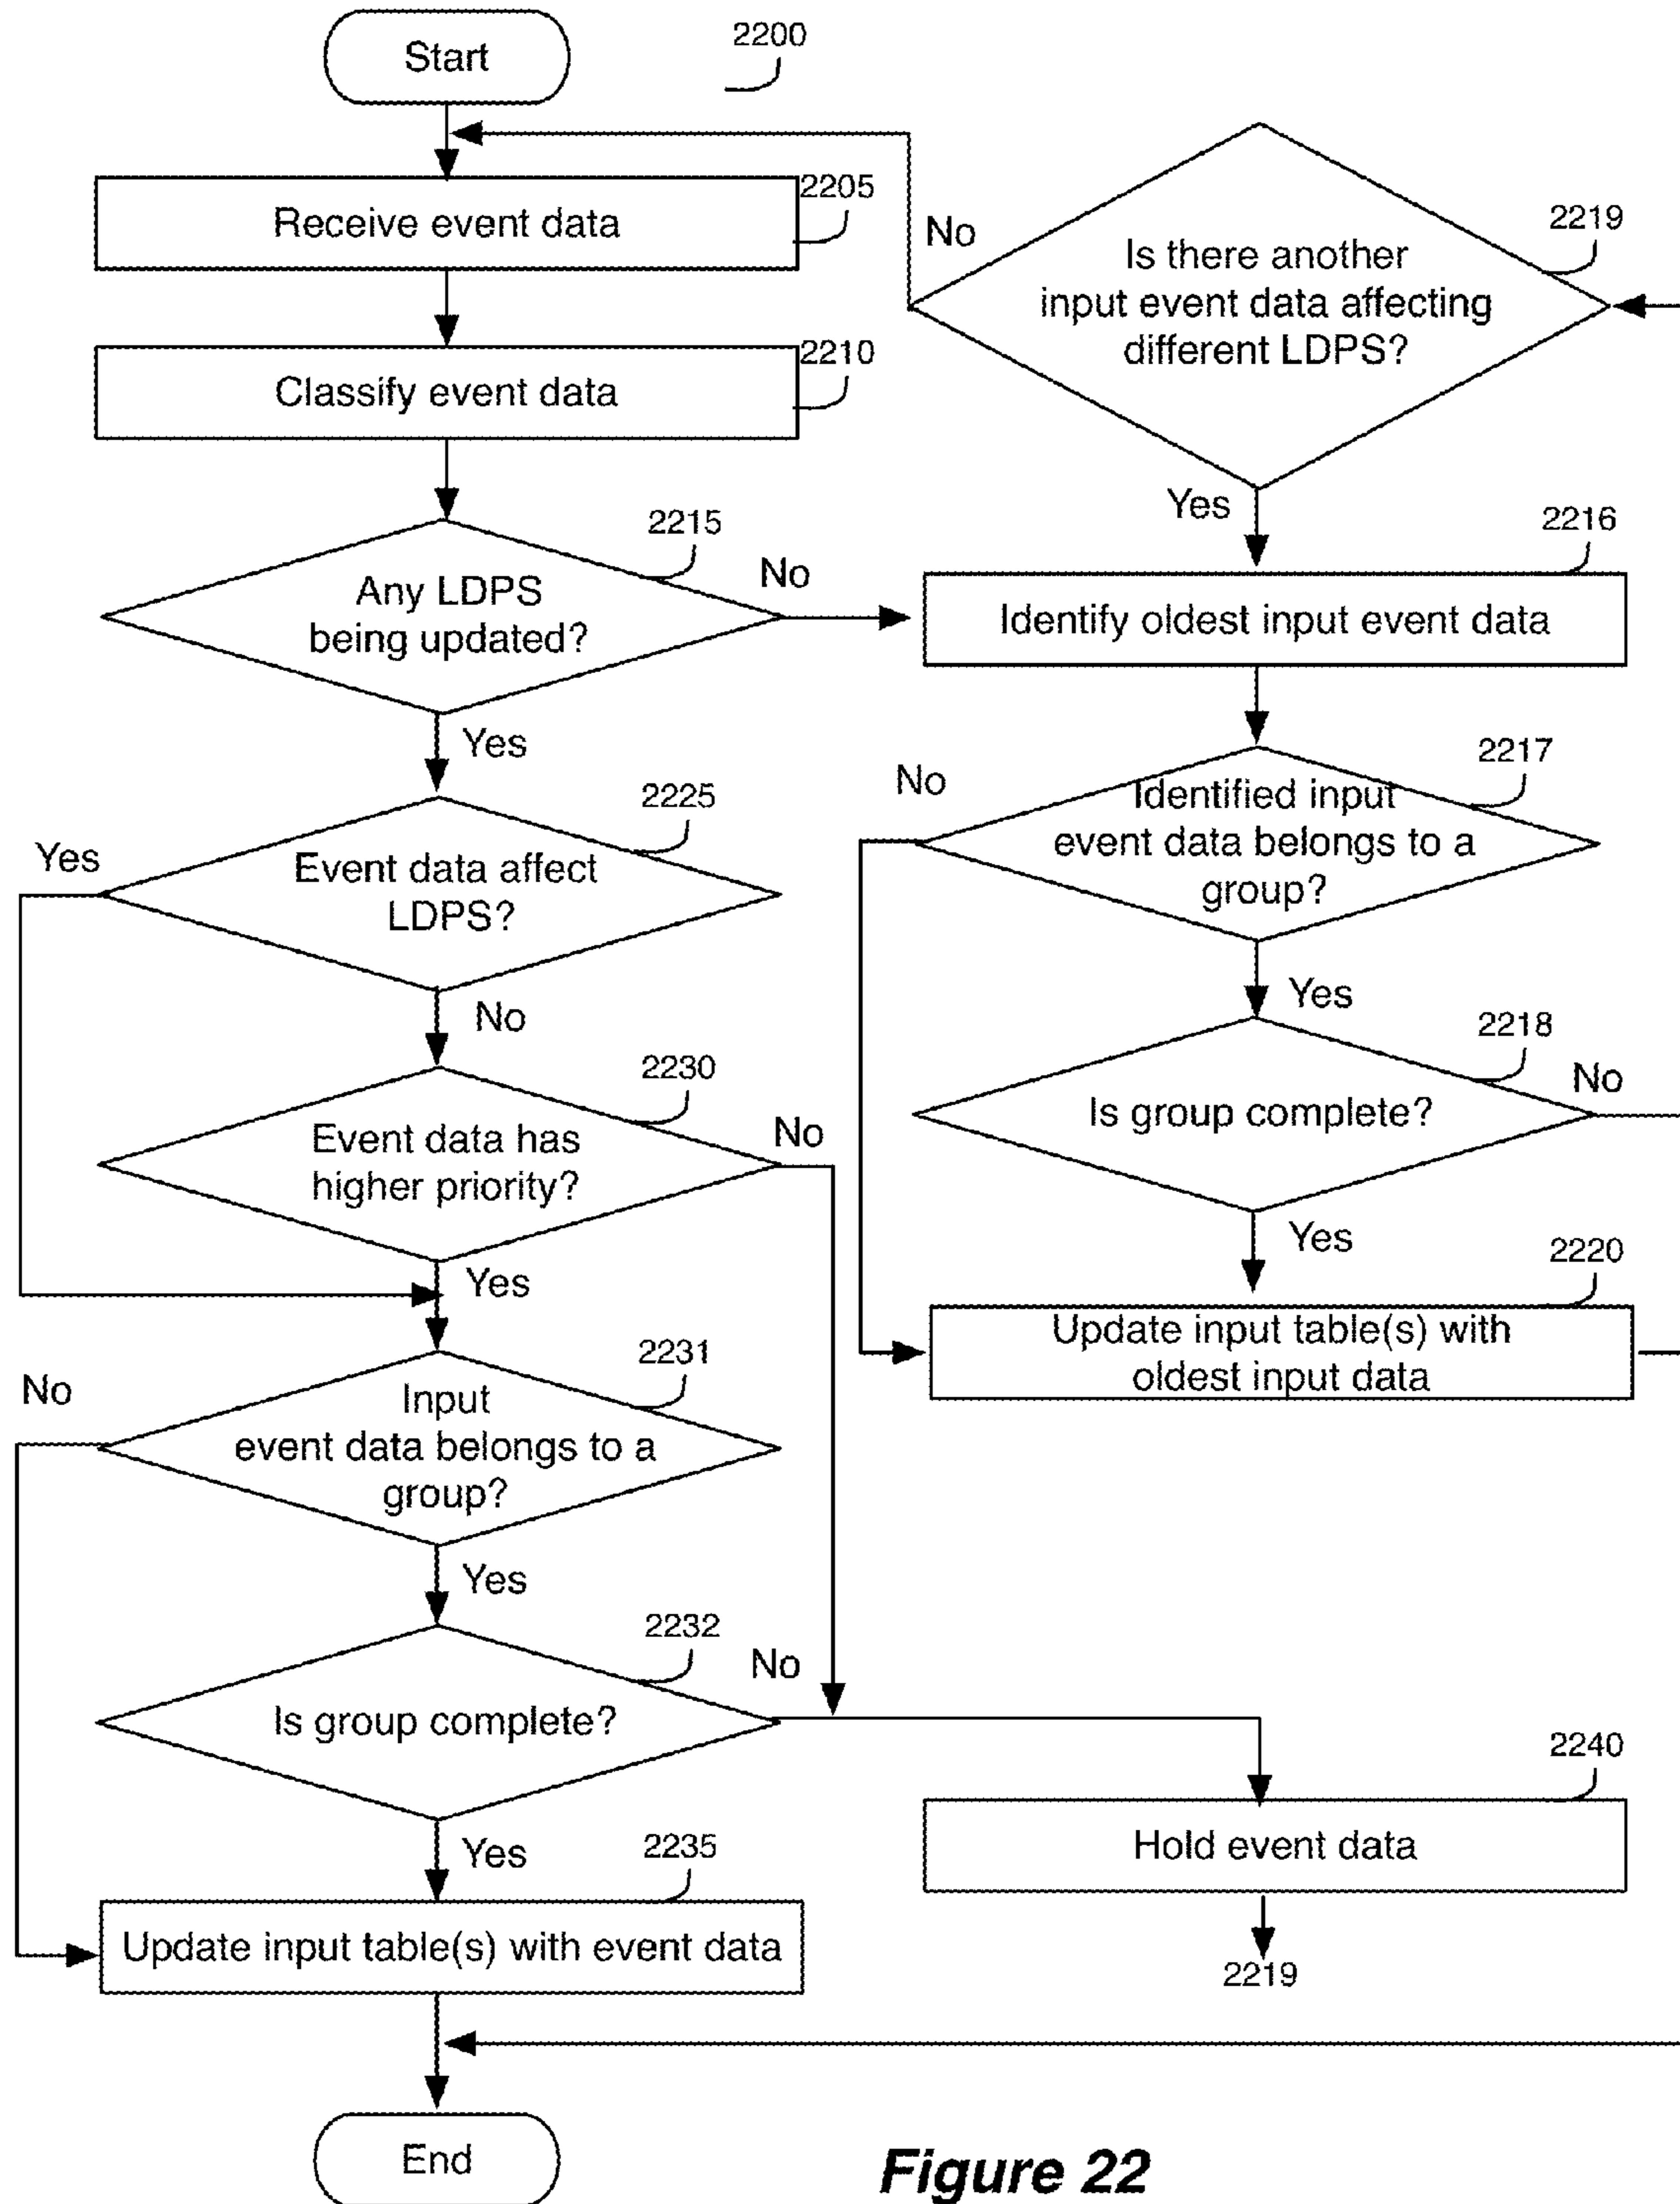 Start
2200
2205
Receive event data
2210
Classify event data
2215
Any LDPS
being updated?
No
Yes
2225
Event data affect
LDPS?
Yes
No
2230
Event data has
higher priority?
No
Yes
2231
Input
event data belongs to a
group?
No
Yes
2232
Is group complete?
No
Yes
2235
Update input table(s) with event data
End
2219
Is there another
input event data affecting
different LDPS?
No
Yes
2216
Identify oldest input event data
2217
Identified input
event data belongs to a
group?
No
Yes
2218
Is group complete?
No
Yes
2220
Update input table(s) with
oldest input data
2240
Hold event data
2219
Figure 22